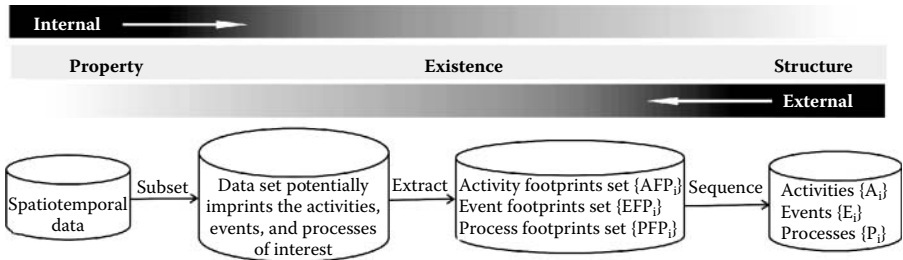 Internal
Property Existence Structure
External
Spatiotemporal
data
Subset
Data set potentially
imprints the activities,
events, and processes
of interest
Extract
Activity footprints set {AFPi}
Event footprints set {EFPi}
Process footprints set {PFPi}
Sequence
Activities {Ai}
Events {Ei}
Processes {Pi}